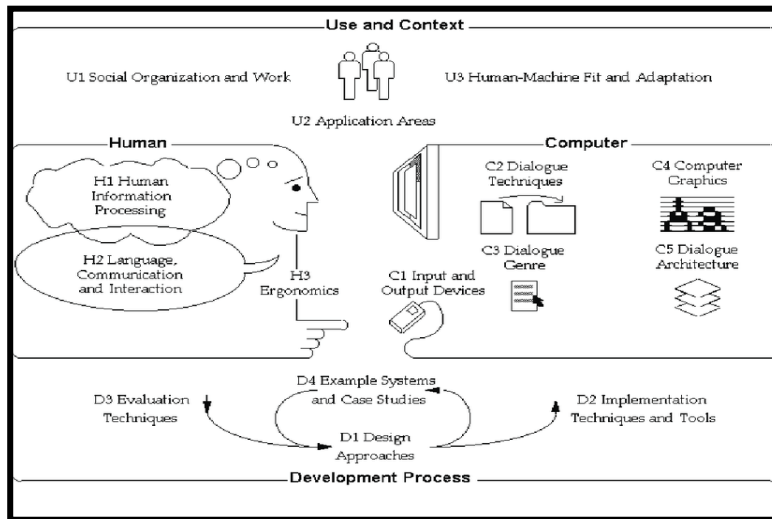 Use and Context
U1 Social Organization and Work
U3 Human-Machine Fit and Adaptation
U2 Application Areas
Human
Computer
H1 Human
Information
Processing
H2 Language,
Communication
and Interaction
H3
Ergonomics
C2 Dialogue
Techniques
C4 Computer
Graphics
C3 Dialogue
Genre
C5 Dialogue
Architecture
C1 Input and
Output Devices
D4 Example Systems
and Case Studies
D3 Evaluation
Techniques
D2 Implementation
Techniques and Tools
D1 Design
Approaches
Development Process